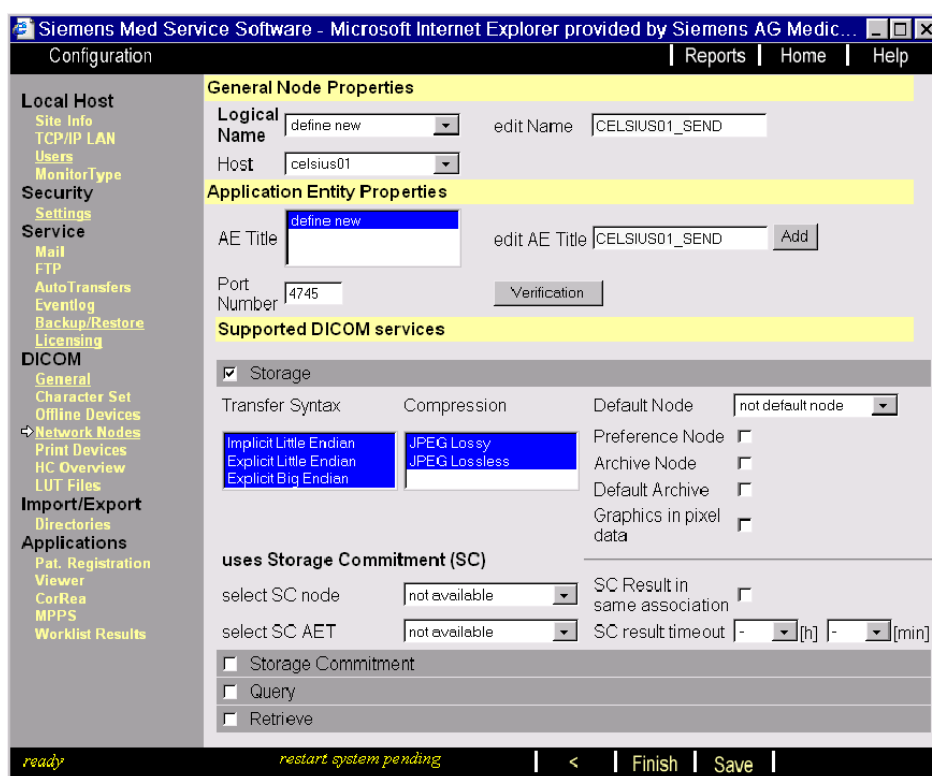 Siemens Med Service Software - Microsoft Internet Explorer provided by Siemens AG Medic...
Configuration
Reports
Home
Help
Local Host
Site Info
TCP/IP LAN
Users
MonitorType
Security
Settings
Service
Mail
FTP
AutoTransfers
Eventlog
Backup/Restore
Licensing
DICOM
General
Character Set
Offline Devices
Network Nodes
Print Devices
HC Overview
LUT Files
Import/Export
Directories
Applications
Pat. Registration
Viewer
CorRea
MPPS
Worklist Results
General Node Properties
Logical Name define new edit Name CELSIUS01_SEND
Host celsius01
Application Entity Properties
AE Title define new edit AE Title CELSIUS01_SEND Add
Port Number 4745 Verification
Supported DICOM services
Storage
Transfer Syntax Compression Default Node not default node
Implicit Little Endian
Explicit Little Endian
Explicit Big Endian
JPEG Lossy
JPEG Lossless
Preference Node
Archive Node
Default Archive
Graphics in pixel data
uses Storage Commitment (SC)
select SC node not available SC Result in same association
select SC AET not available SC result timeout - [h] - [min]
Storage Commitment
Query
Retrieve
ready restart system pending < Finish Save